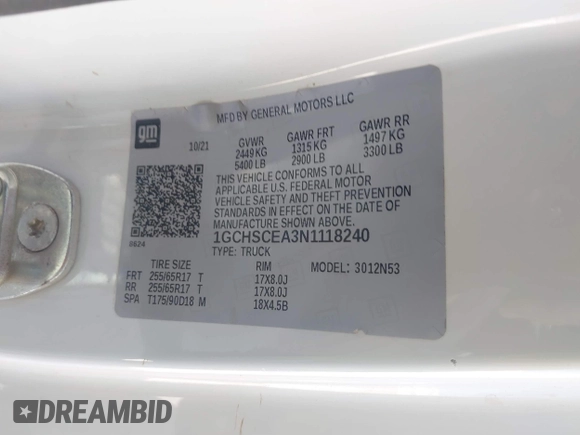 MFD BY GENERAL MOTORS LLC
gm
10/21 GVWR GAWR FRT GAWR RR
2449 KG 1315 KG 1497 KG
5400 LB 2900 LB 3300 LB
THIS VEHICLE CONFORMS TO ALL
APPLICABLE U.S. FEDERAL MOTOR
VEHICLE SAFETY AND THEFT PREVENTION
STANDARDS IN EFFECT ON THE DATE OF
MANUFACTURE SHOWN ABOVE.
1GCHSCEA3N1118240
0624
TYPE: TRUCK
TIRE SIZE RIM MODEL: 3012N53
FRT 255/65R17 T 17X8.0J
RR 255/65R17 T 17X8.0J
SPA T175/90D18 M 18X4.5B
DREAMBID